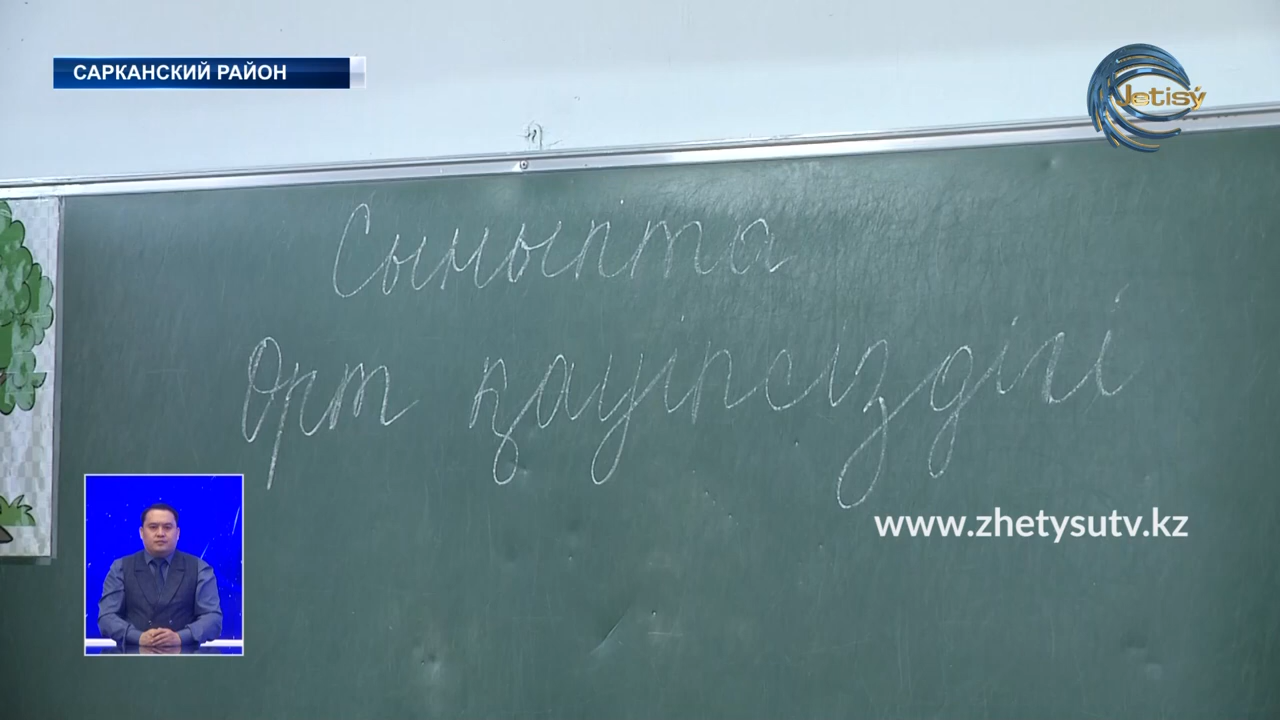 САРКАНСКИЙ РАЙОН
Jetisý
Сыныпта
Өрт қауіпсіздігі
www.zhetysutv.kz